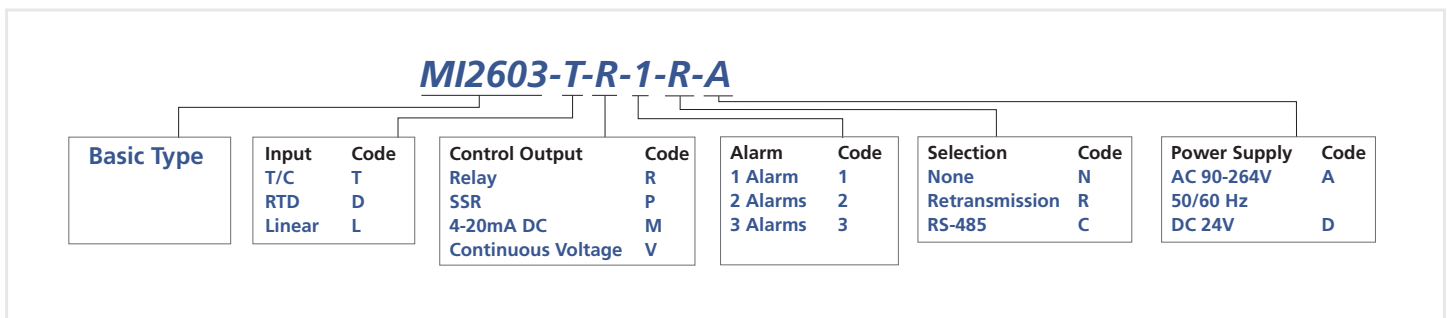 MI2603-T-R-1-R-A
Basic Type
Input Code
T/C T
RTD D
Linear L
Control Output Code
Relay R
SSR P
4-20mA DC M
Continuous Voltage V
Alarm Code
1 Alarm 1
2 Alarms 2
3 Alarms 3
Selection Code
None N
Retransmission R
RS-485 C
Power Supply Code
AC 90-264V A
50/60 Hz
DC 24V D